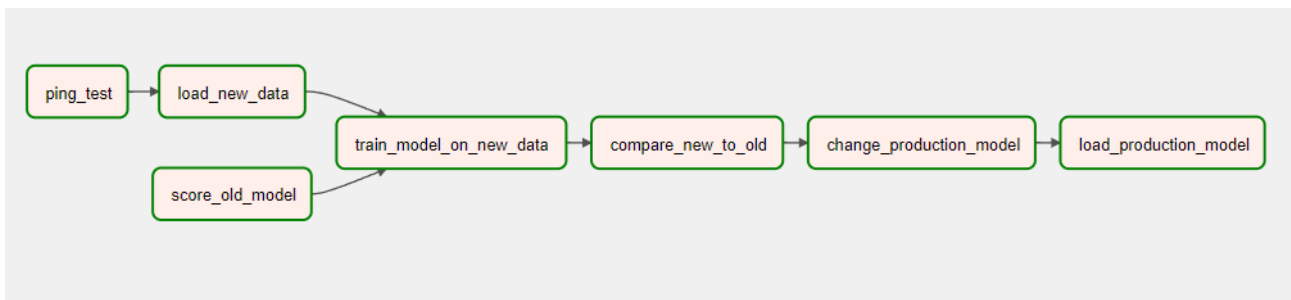 ping_test
load_new_data
train_model_on_new_data
compare_new_to_old
change_production_model
load_production_model
score_old_model